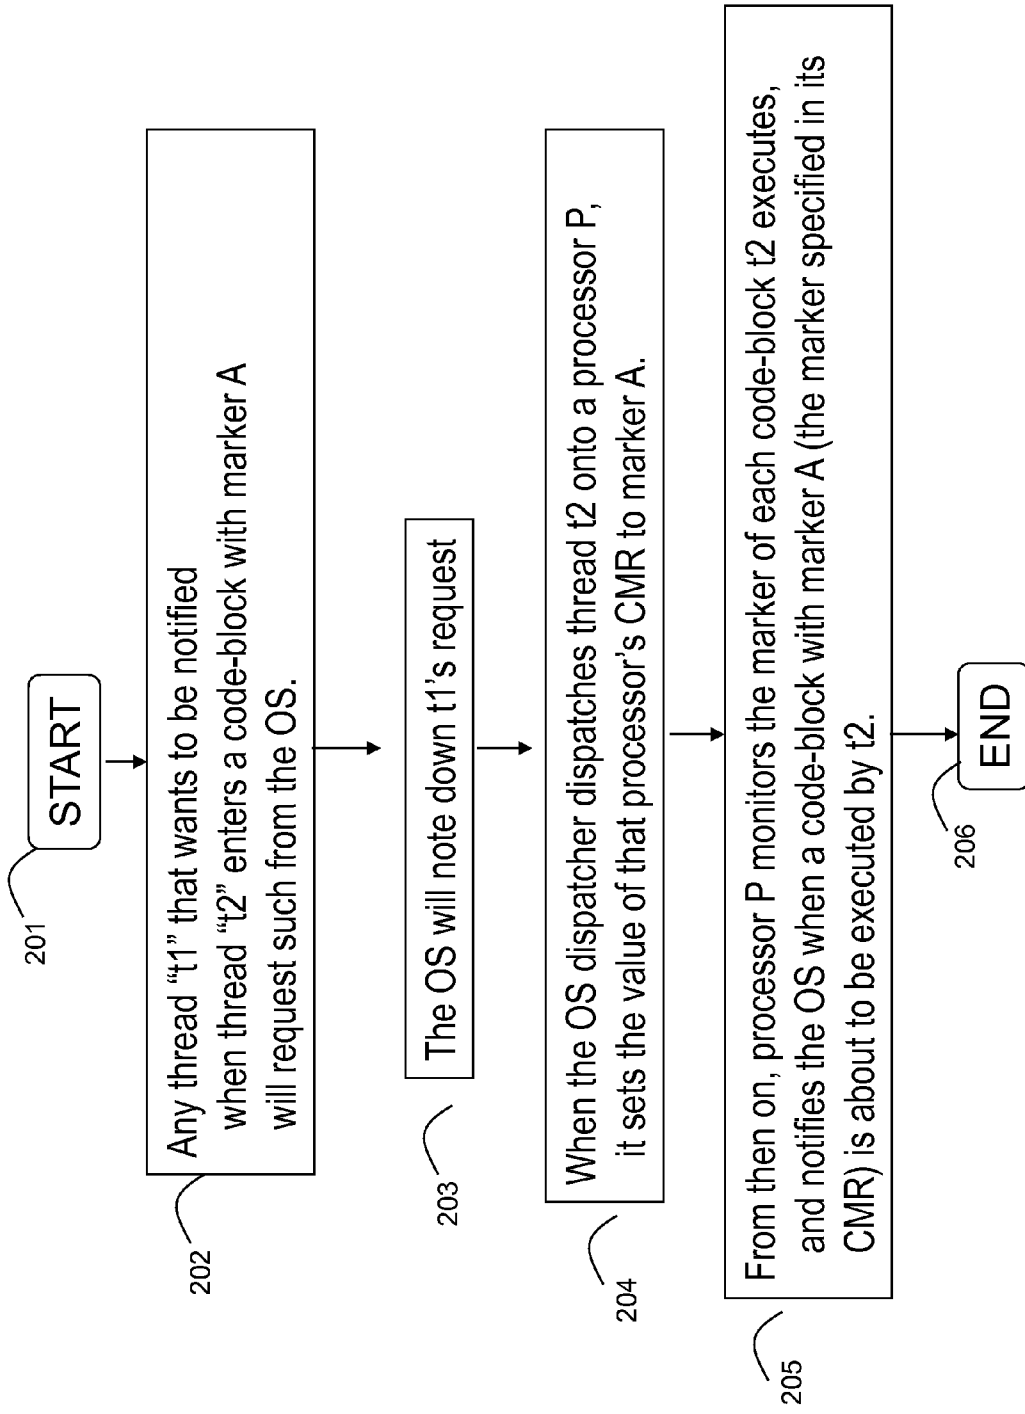 201
START
202
Any thread “t1” that wants to be notified
when thread “t2” enters a code-block with marker A
will request such from the OS.
203
The OS will note down t1’s request
204
When the OS dispatcher dispatches thread t2 onto a processor P,
it sets the value of that processor’s CMR to marker A.
205
From then on, processor P monitors the marker of each code-block t2 executes,
and notifies the OS when a code-block with marker A (the marker specified in its
CMR) is about to be executed by t2.
206
END